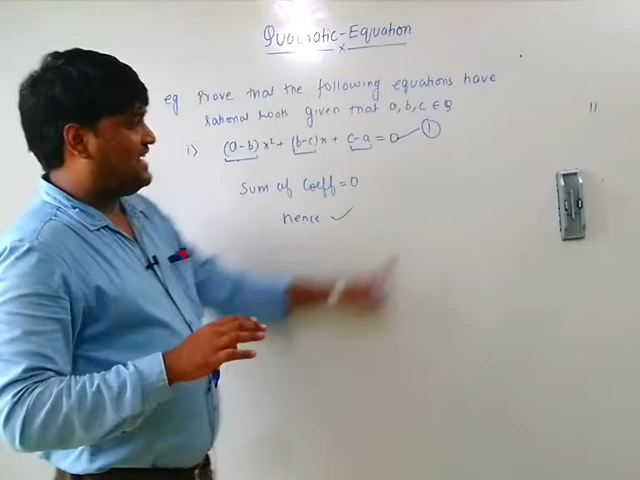 Quadratic-Equation
x
eg Prove that the following equations have
rational roots given that a, b, c ∈ Q
i) (a-b)x² + (b-c)x + c-a = 0 — ①
Sum of Coeff = 0
hence ✓
11